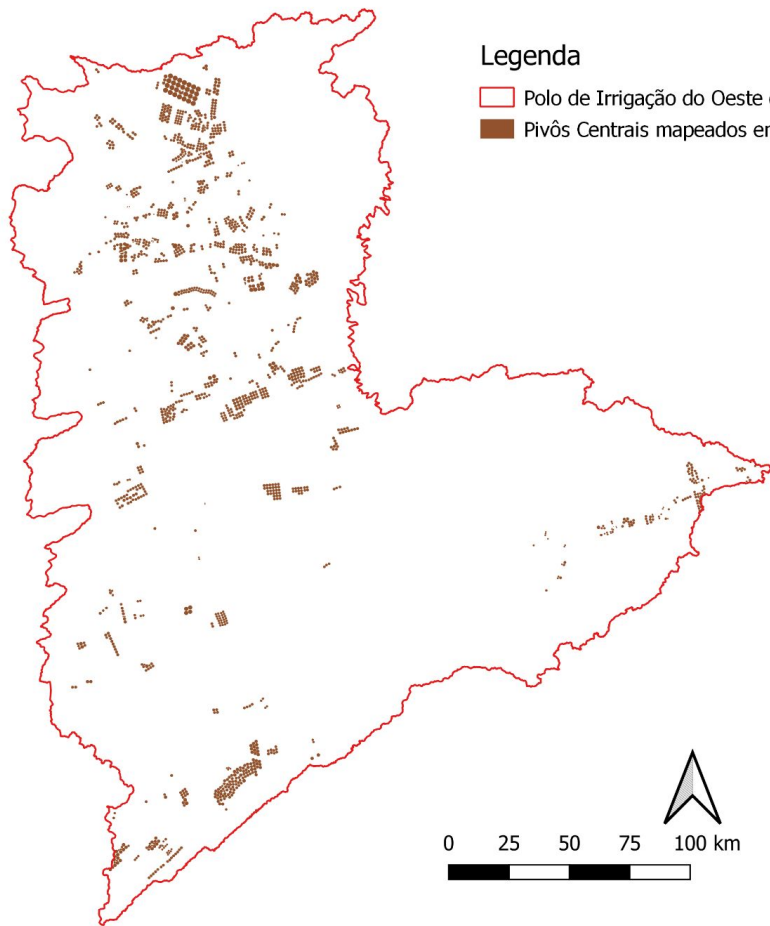 Legenda
Polo de Irrigação do Oeste
Pivôs Centrais mapeados
0 25 50 75 100 km